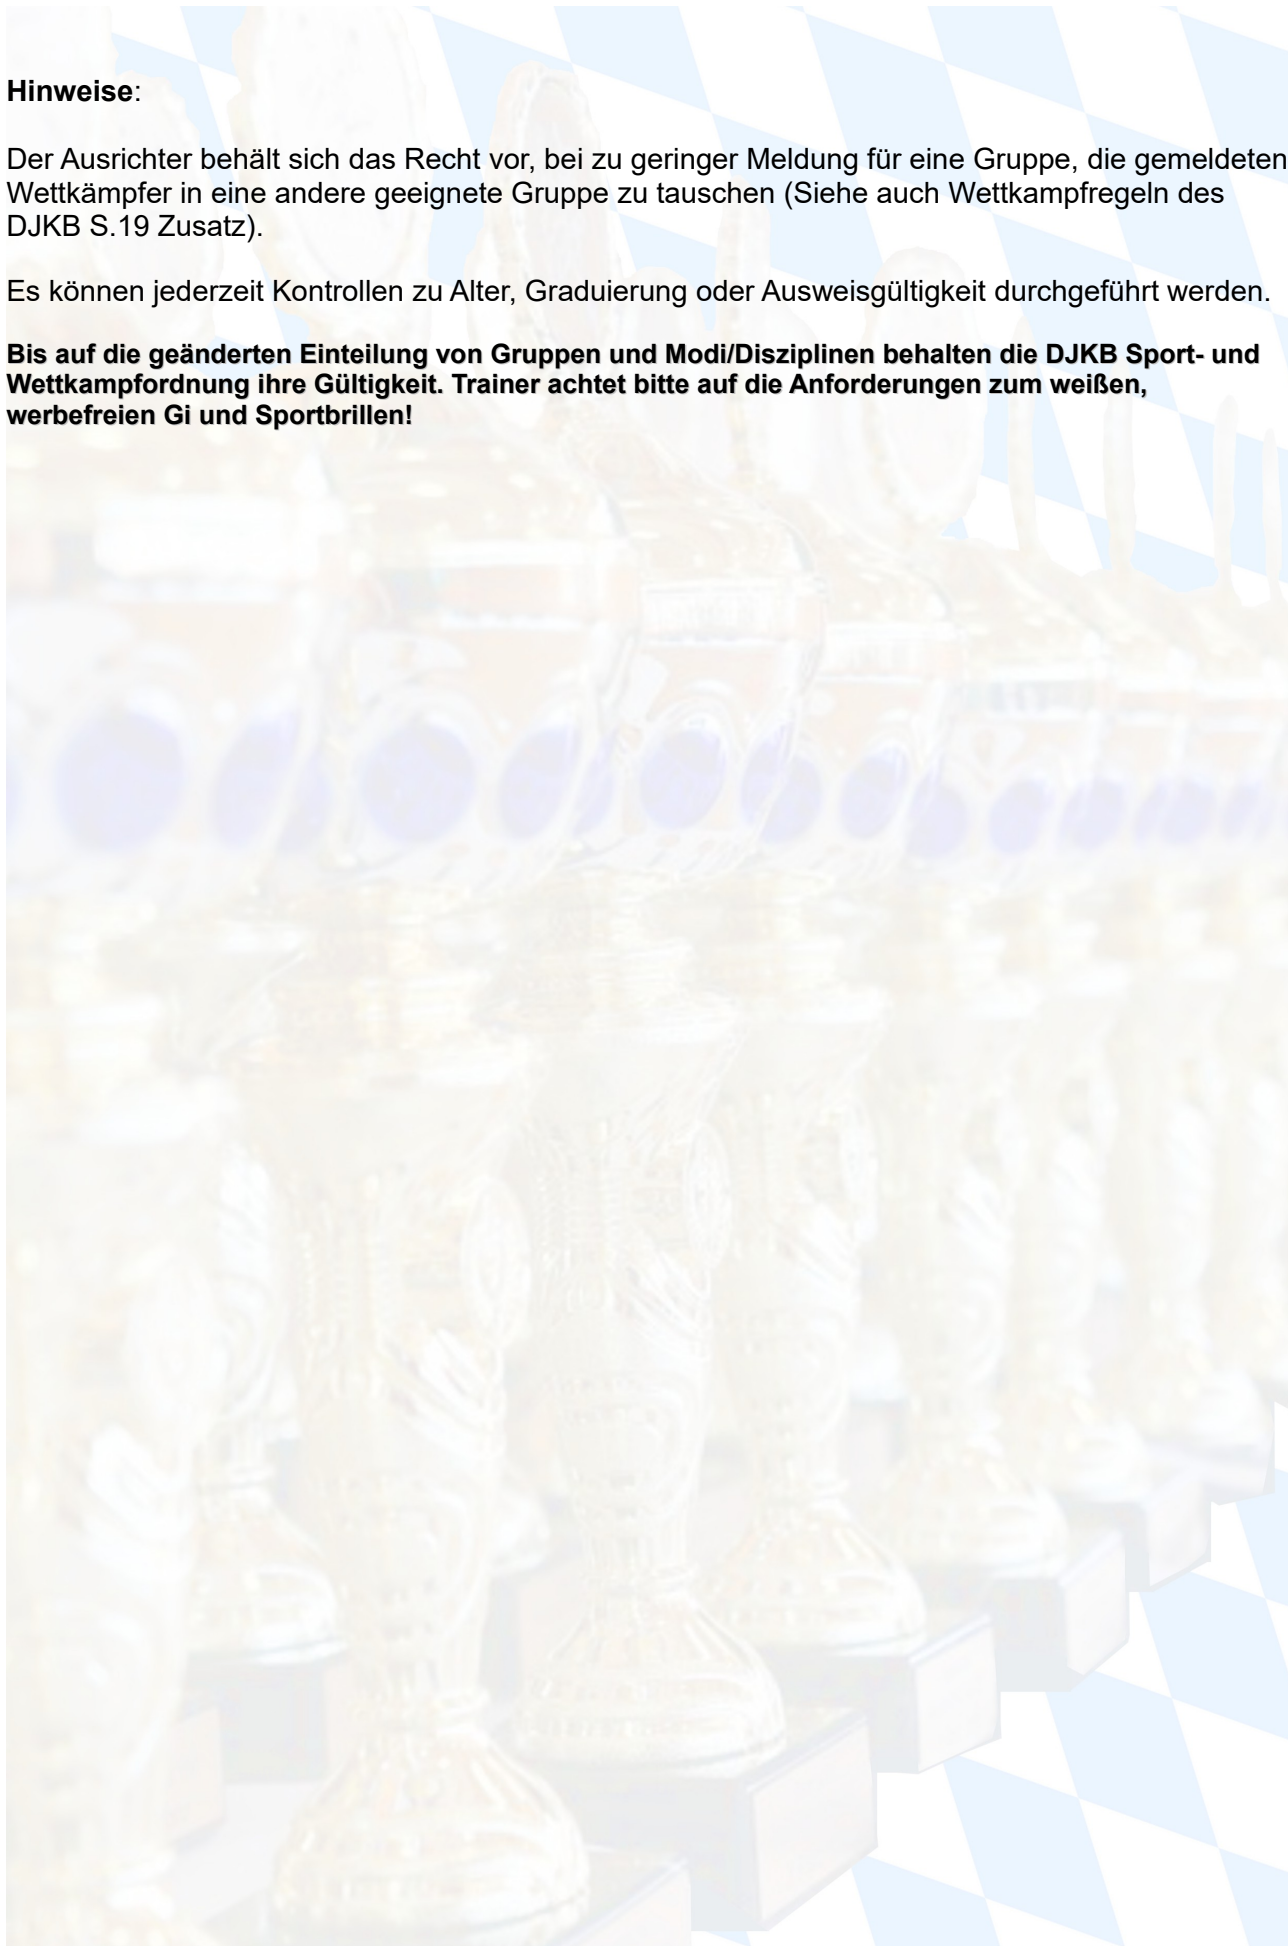 Hinweise:
Der Ausrichter behält sich das Recht vor, bei zu geringer Meldung für eine Gruppe, die gemeldeten
Wettkämpfer in eine andere geeignete Gruppe zu tauschen (Siehe auch Wettkampfregeln des
DJKB S.19 Zusatz).
Es können jederzeit Kontrollen zu Alter, Graduierung oder Ausweisgültigkeit durchgeführt werden.
Bis auf die geänderten Einteilung von Gruppen und Modi/Disziplinen behalten die DJKB Sport- und
Wettkampfordnung ihre Gültigkeit. Trainer achtet bitte auf die Anforderungen zum weißen,
werbefreien Gi und Sportbrillen!